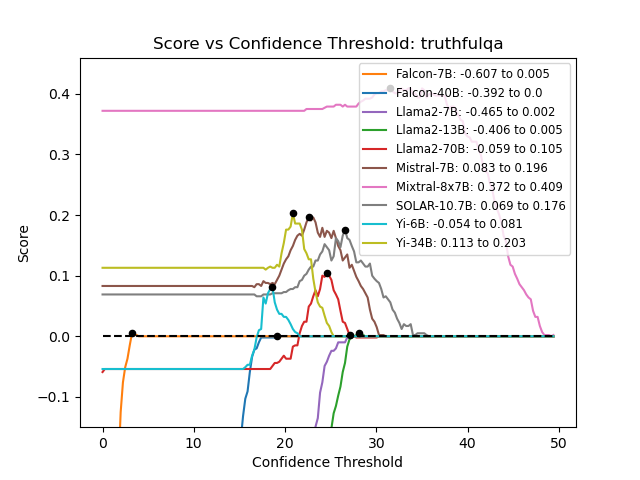 Score vs Confidence Threshold: truthfulqa
Falcon-7B: -0.607 to 0.005
Falcon-40B: -0.392 to 0.0
Llama2-7B: -0.465 to 0.002
Llama2-13B: -0.406 to 0.005
Llama2-70B: -0.059 to 0.105
Mistral-7B: 0.083 to 0.196
Mixtral-8x7B: 0.372 to 0.409
SOLAR-10.7B: 0.069 to 0.176
Yi-6B: -0.054 to 0.081
Yi-34B: 0.113 to 0.203
Score
0.4
0.3
0.2
0.1
0.0
−0.1
0 10 20 30 40 50
Confidence Threshold